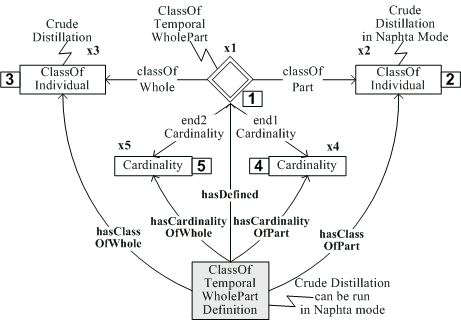 ClassOf
Temporal
WholePart
Crude
Distillation
x3
x1
x2
Crude
Distillation
in Naphta Mode
3
ClassOf
Individual
classOf
Whole
classOf
Part
ClassOf
Individual
2
1
end2
Cardinality
end1
Cardinality
x5
x4
Cardinality
5
4
Cardinality
hasDefined
hasCardinality
OfWhole
hasCardinality
OfPart
hasClass
OfWhole
hasClass
OfPart
ClassOf
Temporal
WholePart
Definition
Crude Distillation
can be run
in Naphta mode